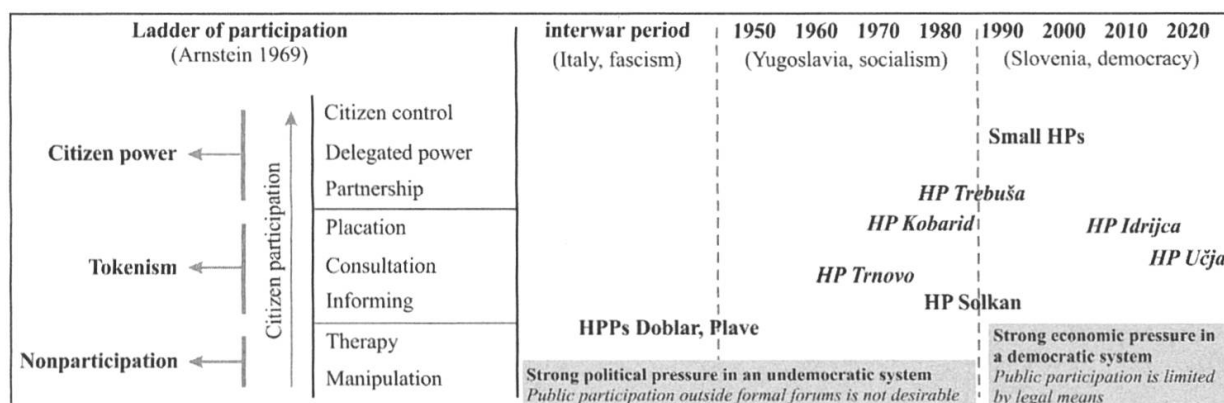 Ladder of participation
(Arnstein 1969)
interwar period
(Italy, fascism)
1950 1960 1970 1980 1990 2000 2010 2020
(Yugoslavia, socialism)
(Slovenia, democracy)
Citizen power
Tokenism
Nonparticipation
Citizen participation
Citizen control
Delegated power
Partnership
Placation
Consultation
Informing
Therapy
Manipulation
Small HPs
HP Trebuša
HP Kobarid
HP Idrijca
HP Učja
HP Trnovo
HP Solkan
HPPs Doblar, Plave
Strong political pressure in an undemocratic system
Public participation outside formal forums is not desirable
Strong economic pressure in
a democratic system
Public participation is limited
by legal means